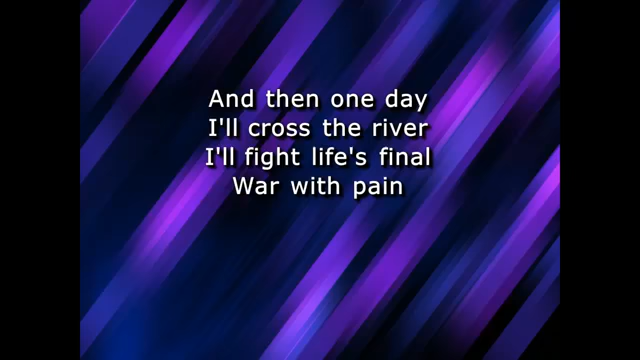 And then one day
I'll cross the river
I'll fight life's final
War with pain